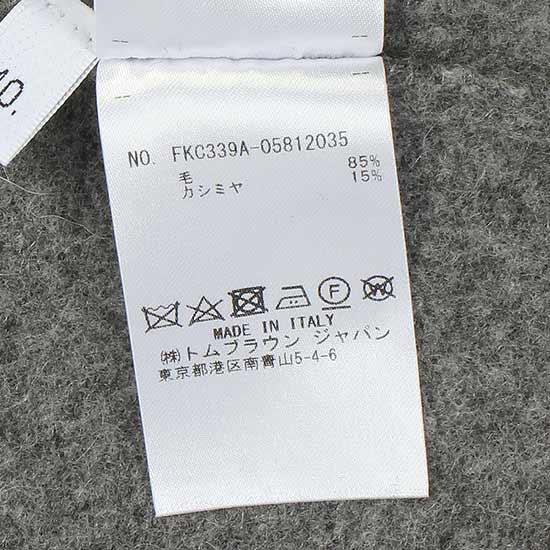 40.
NO. FKC339A-05812035
毛 85%
カシミヤ 15%
F W
MADE IN ITALY
㈱トムブラウン ジャパン
東京都港区南青山5-4-6